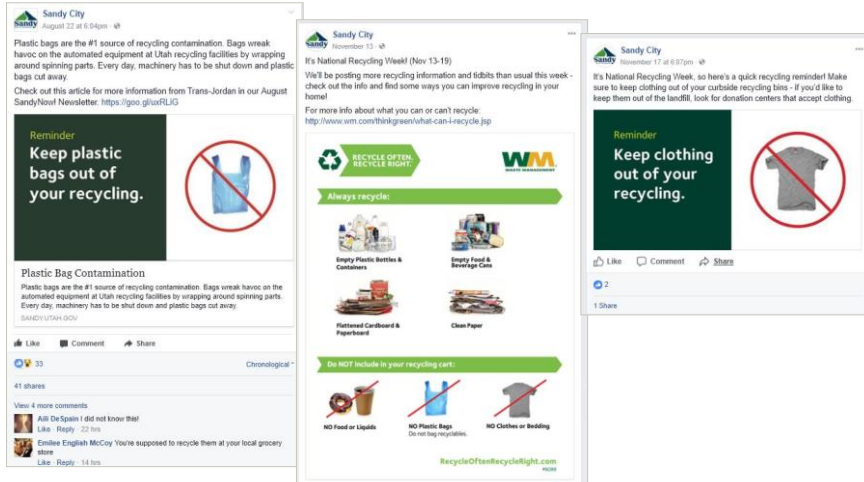 Sandy City
August 22 at 6:04pm ·
Plastic bags are the #1 source of recycling contamination. Bags wreak
havoc on the automated equipment at Utah recycling facilities by wrapping
around spinning parts. Every day, machinery has to be shut down and plastic
bags cut away.
Check out this article for more information from Trans-Jordan in our August
SandyNow! Newsletter. https://goo.gl/uxRLiG
Reminder
Keep plastic
bags out of
your recycling.
Plastic Bag Contamination
Plastic bags are the #1 source of recycling contamination. Bags wreak havoc on the
automated equipment at Utah recycling facilities by wrapping around spinning parts.
Every day, machinery has to be shut down and plastic bags cut away.
SANDY.UTAH.GOV
Like Comment Share
33 Chronological
41 shares
View 4 more comments
Aili DeSpain I did not know this!
Like · Reply · 22 hrs
Emilee English McCoy You're supposed to recycle them at your local grocery
store
Like · Reply · 14 hrs
Sandy
Sandy City
November 13 ·
It's National Recycling Week! (Nov 13-19)
We'll be posting more recycling information and tidbits than usual this week -
check out the info and find some ways you can improve recycling in your
home!
For more info about what you can or can't recycle:
http://www.wm.com/thinkgreen/what-can-i-recycle.jsp
RECYCLE OFTEN.
RECYCLE RIGHT.
WM
WASTE MANAGEMENT
Always recycle:
Empty Plastic Bottles &
Containers
Empty Food &
Beverage Cans
Flattened Cardboard &
Paperboard
Clean Paper
Do NOT include in your recycling cart:
NO Food or Liquids
NO Plastic Bags
Do not bag recyclables.
NO Clothes or Bedding
RecycleOftenRecycleRight.com
Sandy
Sandy City
November 17 at 6:07pm ·
It's National Recycling Week, so here's a quick recycling reminder! Make
sure to keep clothing out of your curbside recycling bins - if you'd like to
keep them out of the landfill, look for donation centers that accept clothing.
Reminder
Keep clothing
out of your
recycling.
Like Comment Share
2
1 Share